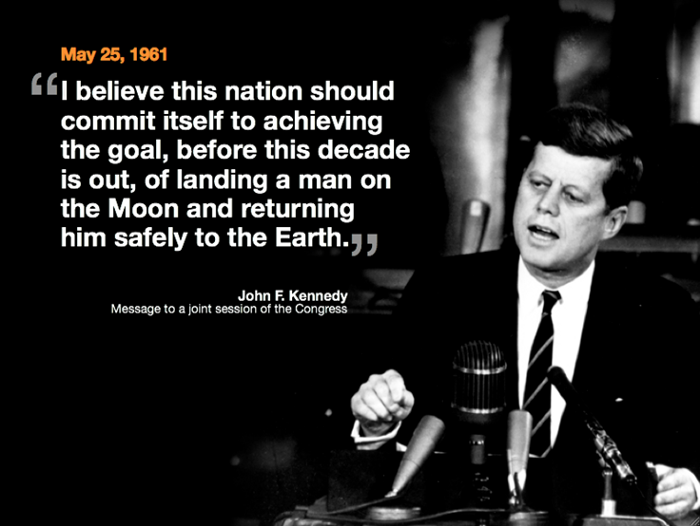 May 25, 1961
“I believe this nation should
commit itself to achieving
the goal, before this decade
is out, of landing a man on
the Moon and returning
him safely to the Earth.”
John F. Kennedy
Message to a joint session of the Congress